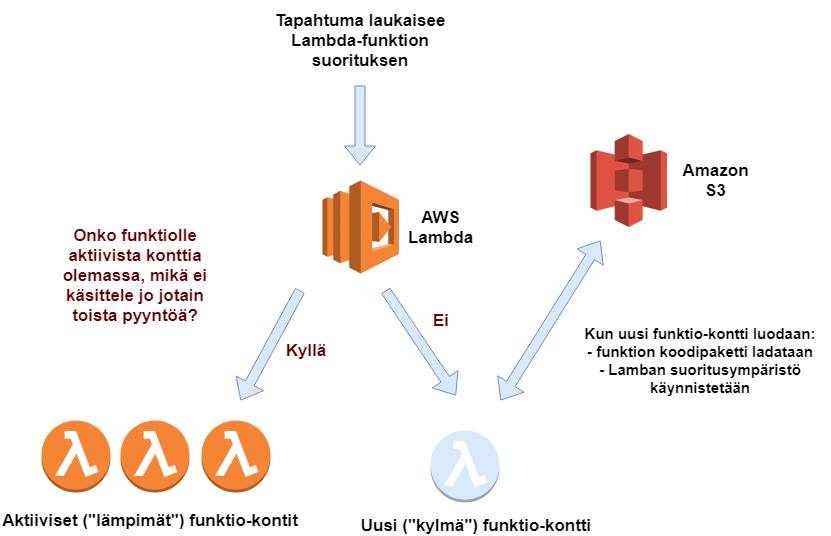 Tapahtuma laukaisee
Lambda-funktion
suorituksen
Amazon
S3
AWS
Lambda
Onko funktiolle
aktiivista konttia
olemassa, mikä ei
käsittele jo jotain
toista pyyntöä?
Ei
Kyllä
Kun uusi funktio-kontti luodaan:
- funktion koodipaketti ladataan
- Lamban suoritusympäristö
käynnistetään
Aktiiviset ("lämpimät") funktio-kontit
Uusi ("kylmä") funktio-kontti